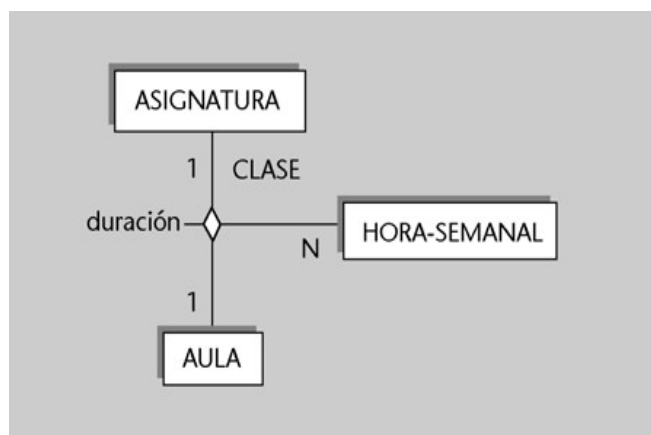 ASIGNATURA
1 CLASE
duración
N
HORA-SEMANAL
1
AULA